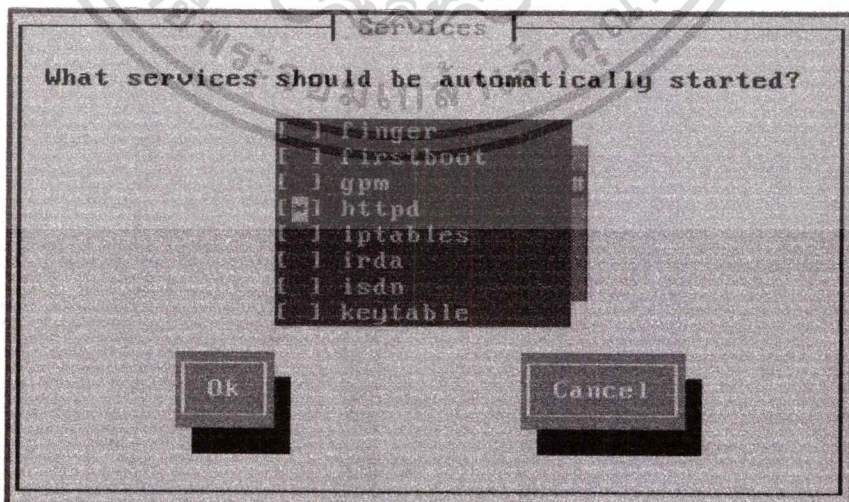 Services
What services should be automatically started?
[ ] finger
[ ] firstboot
[ ] gpm
[*] httpd
[ ] iptables
[ ] irda
[ ] isdn
[ ] keytable
Ok
Cancel